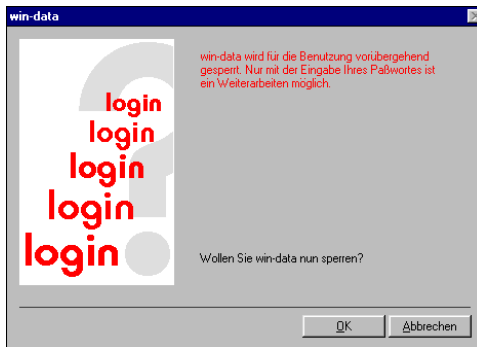 win-data
win-data wird für die Benutzung vorübergehend
gesperrt. Nur mit der Eingabe Ihres Paßwortes ist
ein Weiterarbeiten möglich.
login
login
login
login
login
Wollen Sie win-data nun sperren?
OK
Abbrechen